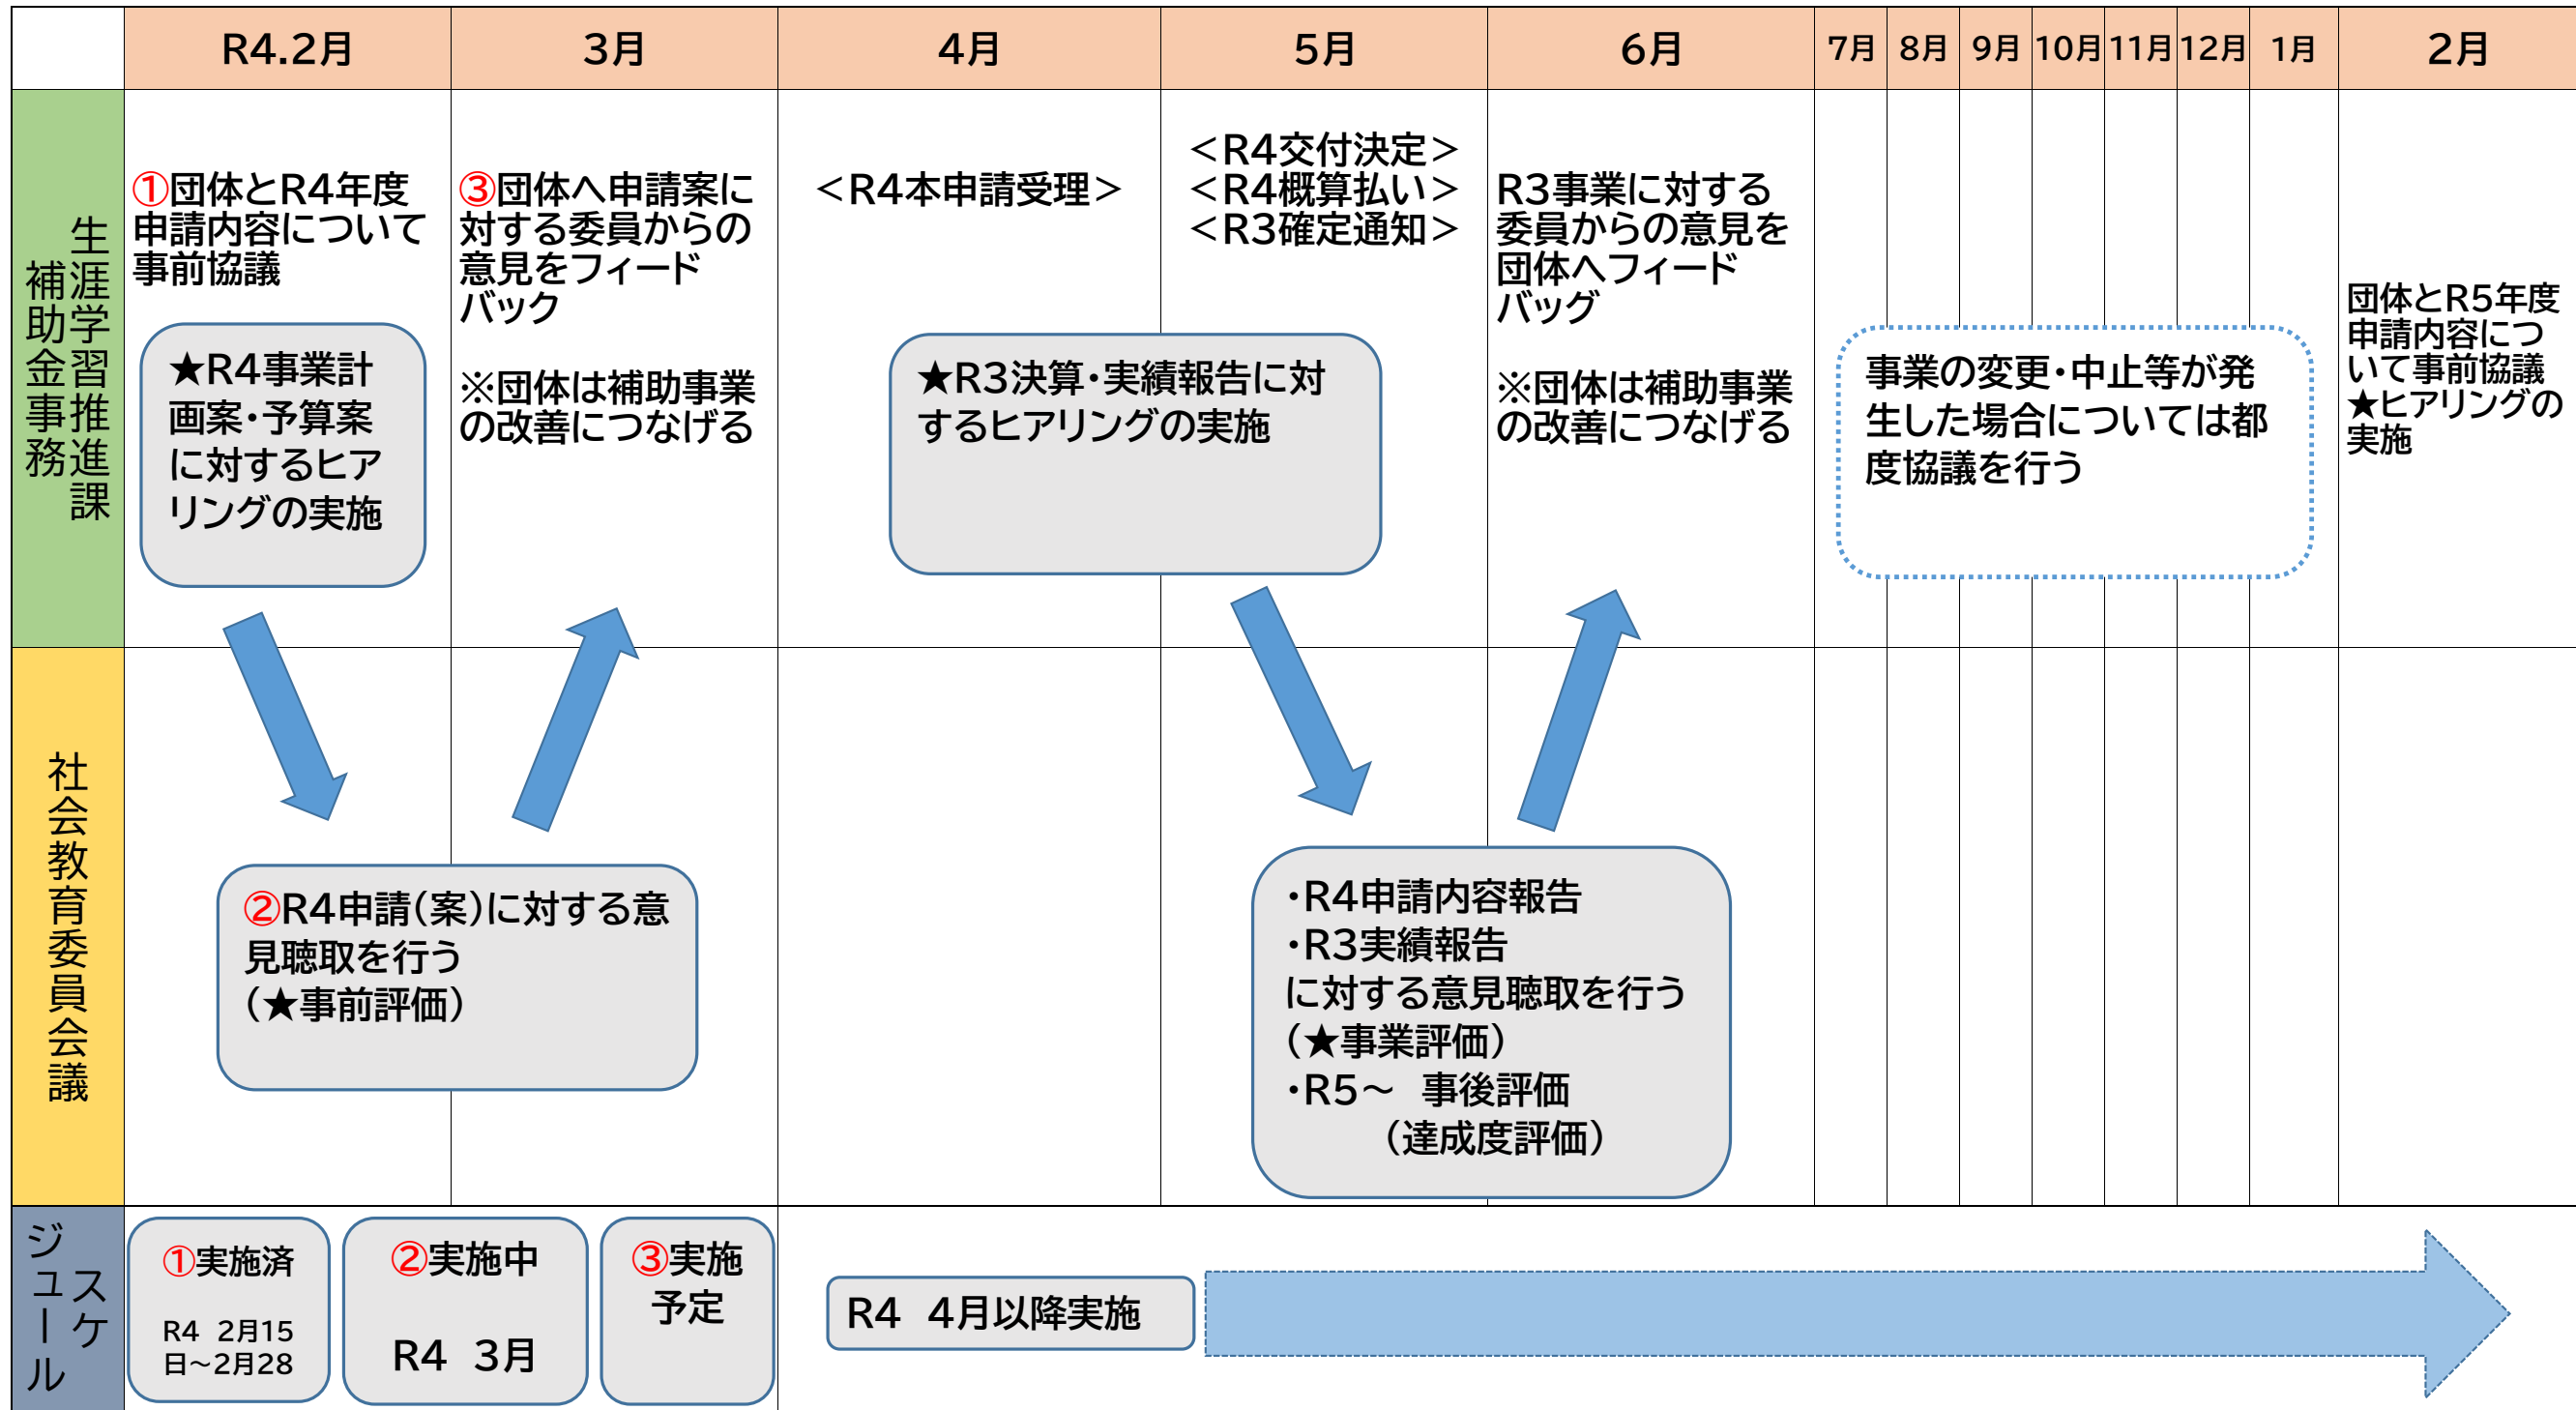 R4.2月
3月
4月
5月
6月
7月
8月
9月
10月
11月
12月
1月
2月
生涯学習推進課
補助金事務
①団体とR4年度
申請内容について
事前協議
★R4事業計
画案・予算案
に対するヒア
リングの実施
③団体へ申請案に
対する委員からの
意見をフィード
バック
※団体は補助事業
の改善につなげる
＜R4本申請受理＞
＜R4交付決定＞
＜R4概算払い＞
＜R3確定通知＞
★R3決算・実績報告に対
するヒアリングの実施
R3事業に対する
委員からの意見を
団体へフィード
バッグ
※団体は補助事業
の改善につなげる
事業の変更・中止等が発
生した場合については都
度協議を行う
団体とR5年度
申請内容につ
いて事前協議
★ヒアリングの
実施
社会教育委員会議
②R4申請(案)に対する意
見聴取を行う
(★事前評価)
・R4申請内容報告
・R3実績報告
に対する意見聴取を行う
(★事業評価)
・R5～　事後評価
(達成度評価)
スケ
ジュール
①実施済
R4　2月15
日～2月28
②実施中
R4　3月
③実施
予定
R4　4月以降実施